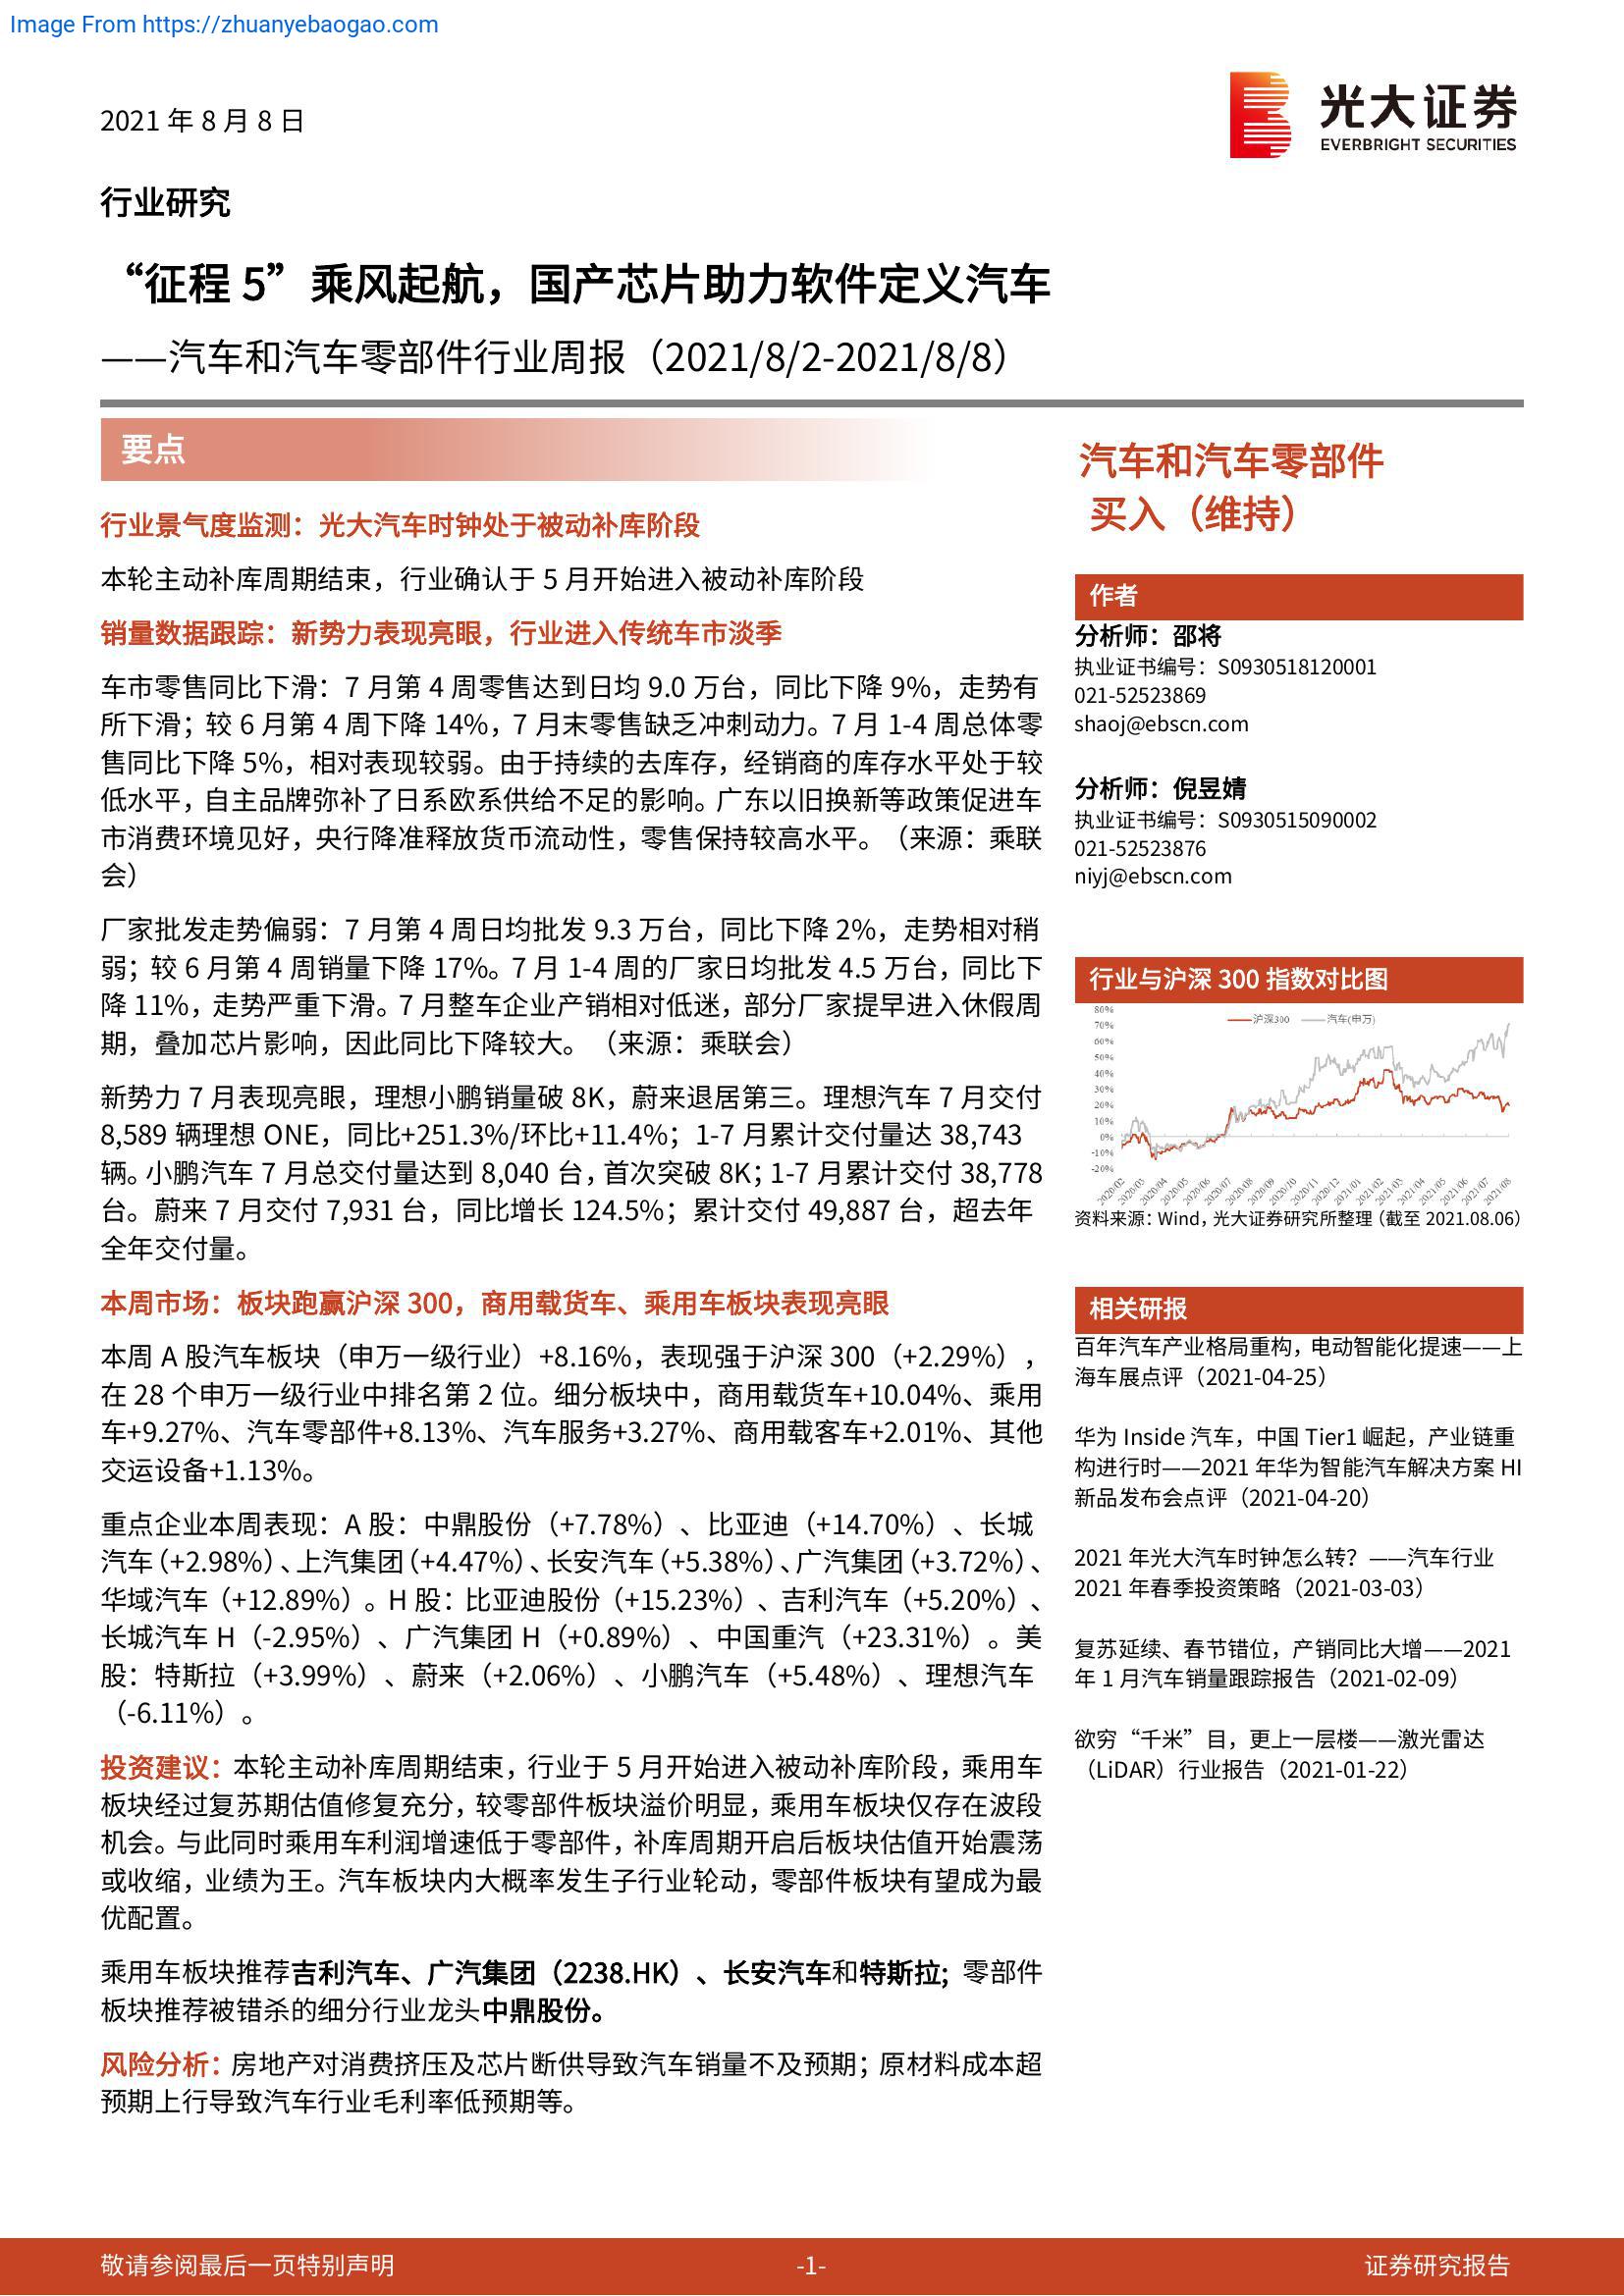 Image From https://zhuanyebaogao.com
2021 年 8 月 8 日
光大证券
EVERBRIGHT SECURITIES
行业研究
“征程 5”乘风起航，国产芯片助力软件定义汽车
——汽车和汽车零部件行业周报（2021/8/2-2021/8/8）
要点
行业景气度监测：光大汽车时钟处于被动补库阶段
本轮主动补库周期结束，行业确认于 5 月开始进入被动补库阶段
销量数据跟踪：新势力表现亮眼，行业进入传统车市淡季
车市零售同比下滑：7 月第 4 周零售达到日均 9.0 万台，同比下降 9%，走势有
所下滑；较 6 月第 4 周下降 14%，7 月末零售缺乏冲刺动力。7 月 1-4 周总体零
售同比下降 5%，相对表现较弱。由于持续的去库存，经销商的库存水平处于较
低水平，自主品牌弥补了日系欧系供给不足的影响。广东以旧换新等政策促进车
市消费环境见好，央行降准释放货币流动性，零售保持较高水平。（来源：乘联
会）
厂家批发走势偏弱：7 月第 4 周日均批发 9.3 万台，同比下降 2%，走势相对稍
弱；较 6 月第 4 周销量下降 17%。7 月 1-4 周的厂家日均批发 4.5 万台，同比下
降 11%，走势严重下滑。7 月整车企业产销相对低迷，部分厂家提早进入休假周
期，叠加芯片影响，因此同比下降较大。（来源：乘联会）
新势力 7 月表现亮眼，理想小鹏销量破 8K，蔚来退居第三。理想汽车 7 月交付
8,589 辆理想 ONE，同比+251.3%/环比+11.4%；1-7 月累计交付量达 38,743
辆。小鹏汽车 7 月总交付量达到 8,040 台，首次突破 8K；1-7 月累计交付 38,778
台。蔚来 7 月交付 7,931 台，同比增长 124.5%；累计交付 49,887 台，超去年
全年交付量。
本周市场：板块跑赢沪深 300，商用载货车、乘用车板块表现亮眼
本周 A 股汽车板块（申万一级行业）+8.16%，表现强于沪深 300（+2.29%），
在 28 个申万一级行业中排名第 2 位。细分板块中，商用载货车+10.04%、乘用
车+9.27%、汽车零部件+8.13%、汽车服务+3.27%、商用载客车+2.01%、其他
交运设备+1.13%。
重点企业本周表现：A 股：中鼎股份（+7.78%）、比亚迪（+14.70%）、长城
汽车（+2.98%）、上汽集团（+4.47%）、长安汽车（+5.38%）、广汽集团（+3.72%）、
华域汽车（+12.89%）。H 股：比亚迪股份（+15.23%）、吉利汽车（+5.20%）、
长城汽车 H（-2.95%）、广汽集团 H（+0.89%）、中国重汽（+23.31%）。美
股：特斯拉（+3.99%）、蔚来（+2.06%）、小鹏汽车（+5.48%）、理想汽车
（-6.11%）。
投资建议：本轮主动补库周期结束，行业于 5 月开始进入被动补库阶段，乘用车
板块经过复苏期估值修复充分，较零部件板块溢价明显，乘用车板块仅存在波段
机会。与此同时乘用车利润增速低于零部件，补库周期开启后板块估值开始震荡
或收缩，业绩为王。汽车板块内大概率发生子行业轮动，零部件板块有望成为最
优配置。
乘用车板块推荐吉利汽车、广汽集团（2238.HK）、长安汽车和特斯拉; 零部件
板块推荐被错杀的细分行业龙头中鼎股份。
风险分析：房地产对消费挤压及芯片断供导致汽车销量不及预期；原材料成本超
预期上行导致汽车行业毛利率低预期等。
汽车和汽车零部件
买入（维持）
作者
分析师：邵将
执业证书编号：S0930518120001
021-52523869
shaoj@ebscn.com
分析师：倪昱婧
执业证书编号：S0930515090002
021-52523876
niyj@ebscn.com
行业与沪深 300 指数对比图
沪深300 汽车(申万)
80%
70%
60%
50%
40%
30%
20%
10%
0%
-10%
-20%
2020/02 2020/03 2020/04 2020/05 2020/06 2020/07 2020/08 2020/09 2020/10 2020/11 2020/12 2021/01 2021/02 2021/03 2021/04 2021/05 2021/06 2021/07 2021/08
资料来源：Wind，光大证券研究所整理（截至 2021.08.06）
相关研报
百年汽车产业格局重构，电动智能化提速——上
海车展点评（2021-04-25）
华为 Inside 汽车，中国 Tier1 崛起，产业链重
构进行时——2021 年华为智能汽车解决方案 HI
新品发布会点评（2021-04-20）
2021 年光大汽车时钟怎么转？——汽车行业
2021 年春季投资策略（2021-03-03）
复苏延续、春节错位，产销同比大增——2021
年 1 月汽车销量跟踪报告（2021-02-09）
欲穷“千米”目，更上一层楼——激光雷达
（LiDAR）行业报告（2021-01-22）
敬请参阅最后一页特别声明
-1-
证券研究报告